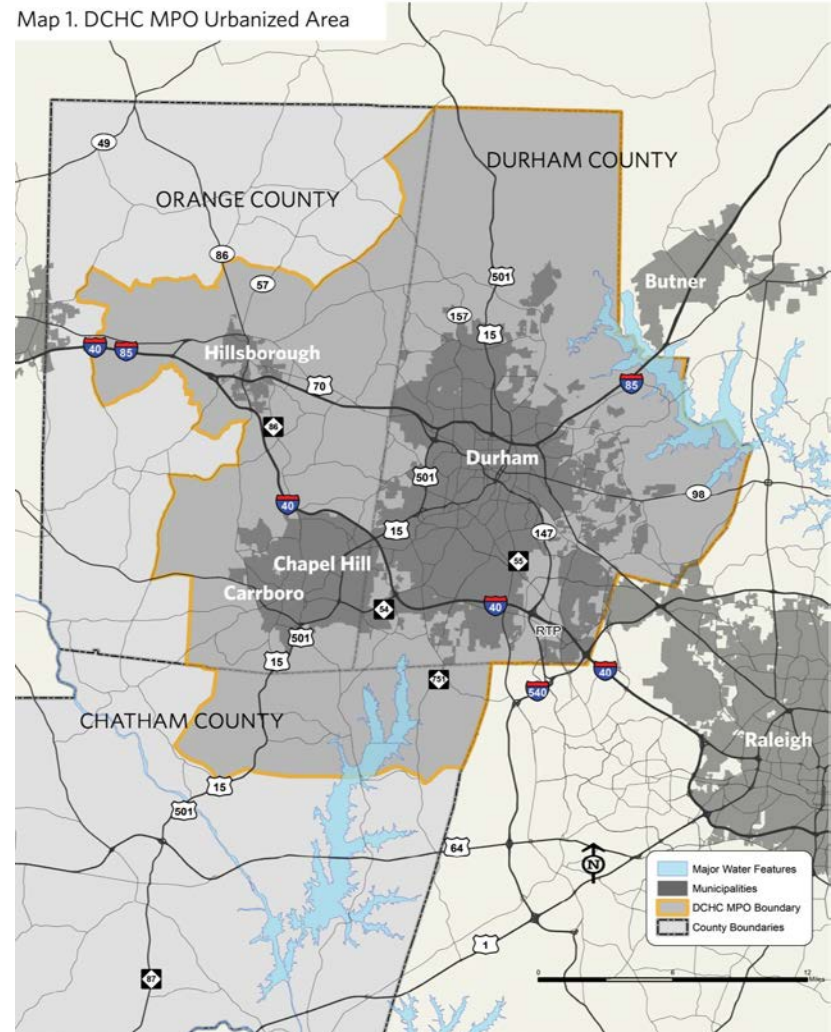 Map 1. DCHC MPO Urbanized Area
49
DURHAM COUNTY
ORANGE COUNTY
86
57
501
Butner
157
15
40
85
Hillsborough
70
85
86
Durham
501
98
40
15
147
Chapel Hill
55
Carrboro
54
40
501
RTP
15
40
751
540
CHATHAM COUNTY
Raleigh
15
501
64
N
Major Water Features
Municipalities
DCHC MPO Boundary
County Boundaries
1
0
6
12
Miles
87